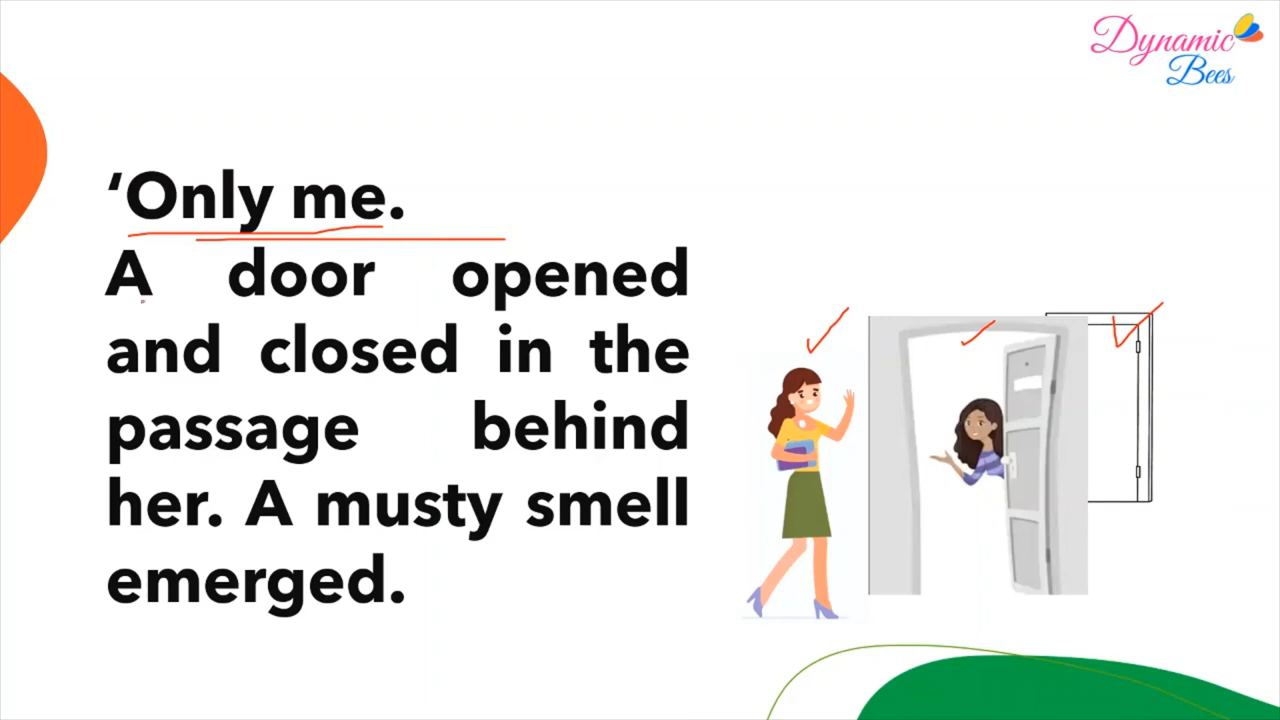 Dynamic
Bees
‘Only me.
A door opened
and closed in the
passage behind
her. A musty smell
emerged.